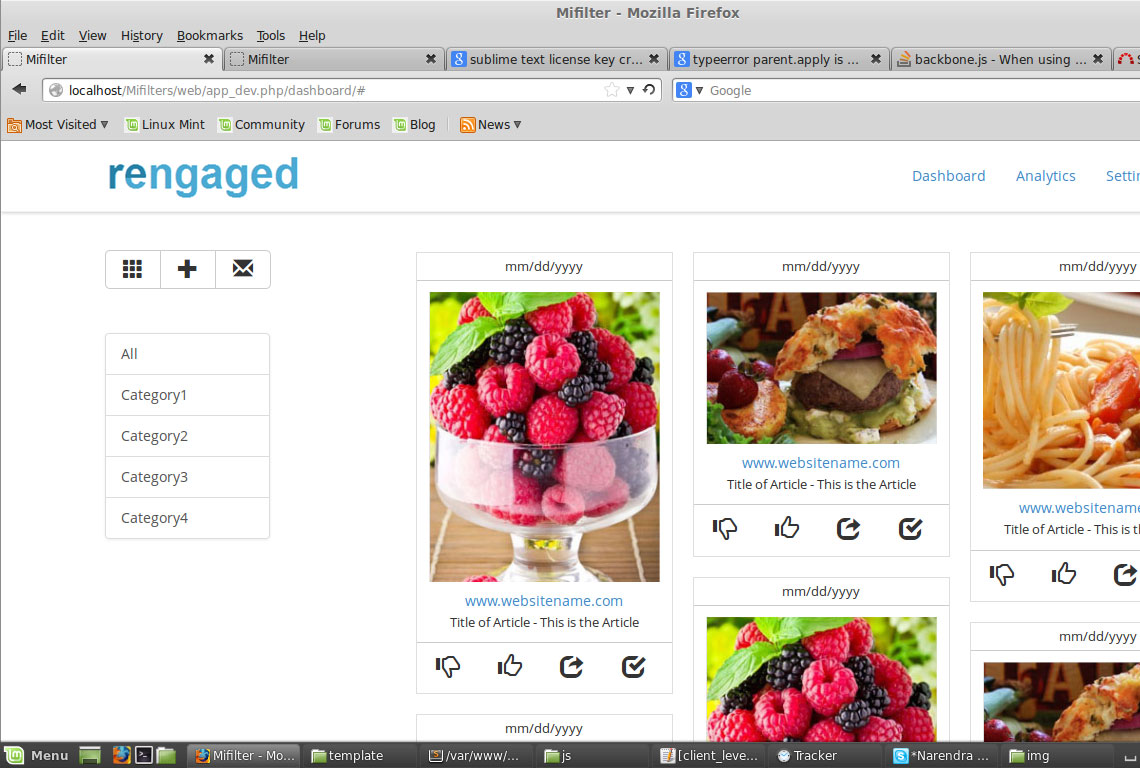 Mifilter - Mozilla Firefox
File Edit View History Bookmarks Tools Help
Mifilter
Mifilter
sublime text license key cr...
typeerror parent.apply is ...
backbone.js - When using ...
localhost/Mifilters/web/app_dev.php/dashboard/#
Google
Most Visited Linux Mint Community Forums Blog News
rengaged
Dashboard Analytics Settin
All
Category1
Category2
Category3
Category4
mm/dd/yyyy
www.websitename.com
Title of Article - This is the Article
mm/dd/yyyy
mm/dd/yyyy
www.websitename.com
Title of Article - This is the Article
mm/dd/yyyy
mm/dd/yyyy
www.websitename
Title of Article - This is t
mm/dd/yyyy
Menu
Mifilter - Mo...
template
/var/www/...
js
[client_leve...
Tracker
*Narendra ...
img